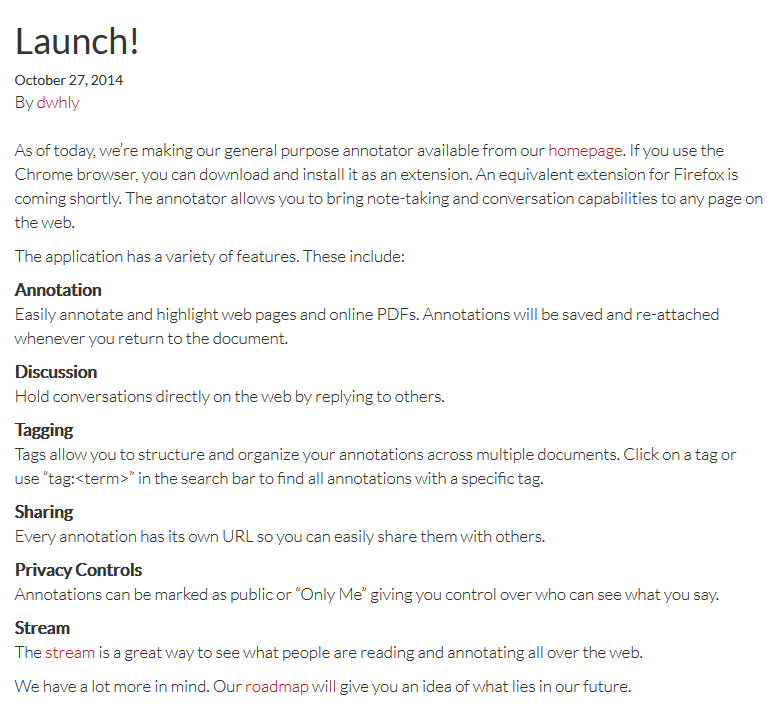 Launch!
October 27, 2014
By dwhly
As of today, we’re making our general purpose annotator available from our homepage. If you use the
Chrome browser, you can download and install it as an extension. An equivalent extension for Firefox is
coming shortly. The annotator allows you to bring note-taking and conversation capabilities to any page on
the web.
The application has a variety of features. These include:
Annotation
Easily annotate and highlight web pages and online PDFs. Annotations will be saved and re-attached
whenever you return to the document.
Discussion
Hold conversations directly on the web by replying to others.
Tagging
Tags allow you to structure and organize your annotations across multiple documents. Click on a tag or
use “tag:<term>” in the search bar to find all annotations with a specific tag.
Sharing
Every annotation has its own URL so you can easily share them with others.
Privacy Controls
Annotations can be marked as public or “Only Me” giving you control over who can see what you say.
Stream
The stream is a great way to see what people are reading and annotating all over the web.
We have a lot more in mind. Our roadmap will give you an idea of what lies in our future.